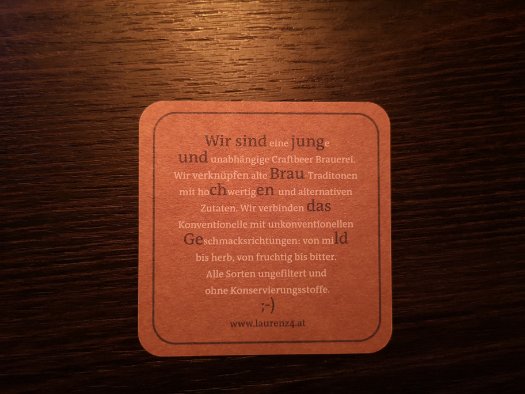 Wir sind eine junge
und unabhängige Craftbeer Brauerei.
Wir verknüpfen alte Brau Traditonen
mit hochwertigen und alternativen
Zutaten. Wir verbinden das
Konventionelle mit unkonventionellen
Geschmacksrichtungen: von mild
bis herb, von fruchtig bis bitter.
Alle Sorten ungefiltert und
ohne Konservierungsstoffe.
;-)
www.laurenz4.at